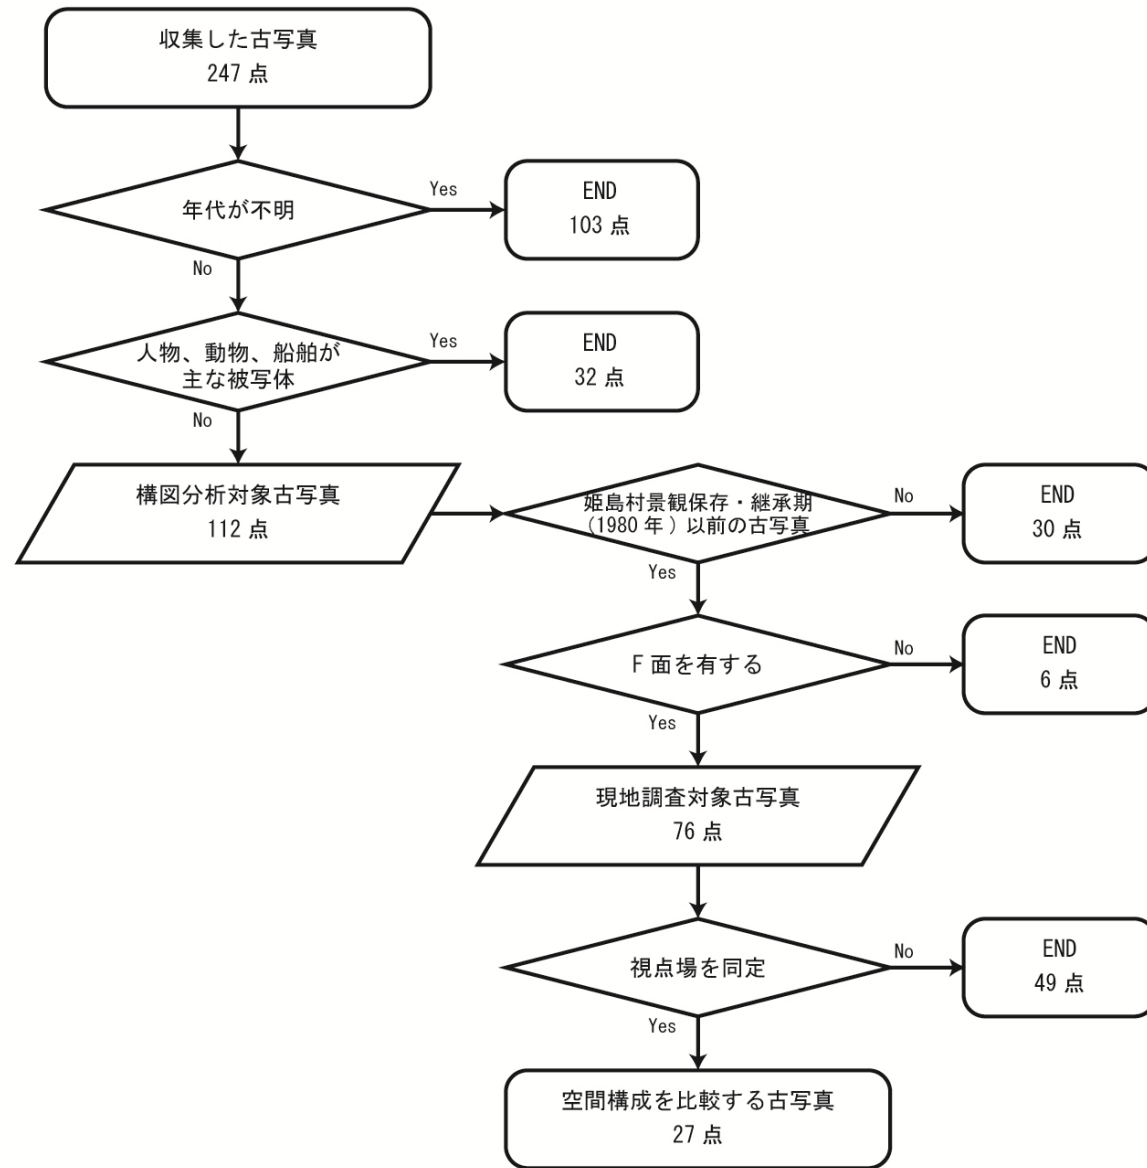 収集した古写真
247 点
年代が不明
Yes
END
103 点
No
人物、動物、船舶が
主な被写体
Yes
END
32 点
No
構図分析対象古写真
112 点
姫島村景観保存・継承期
(1980 年 ) 以前の古写真
No
END
30 点
Yes
F 面を有する
No
END
6 点
Yes
現地調査対象古写真
76 点
視点場を同定
No
END
49 点
Yes
空間構成を比較する古写真
27 点